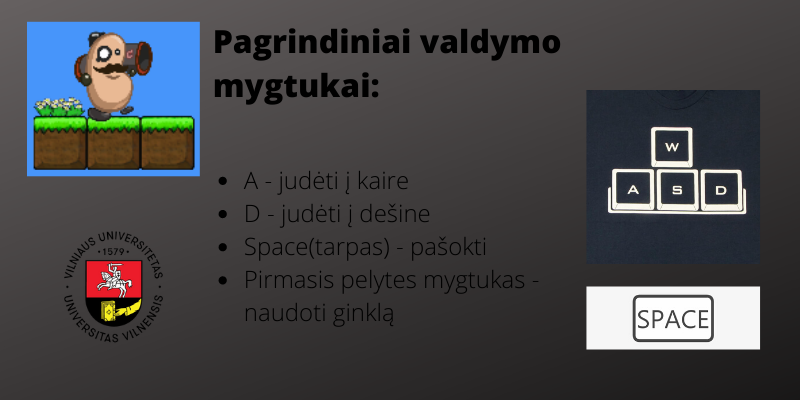 Pagrindiniai valdymo
mygtukai:
A - judėti į kaire
D - judėti į dešine
Space(tarpas) - pašokti
Pirmasis pelytes mygtukas -
naudoti ginklą
W
A S D
SPACE
VILNIAUS UNIVERSITETAS
·1579·
UNIVERSITAS VILNENSIS